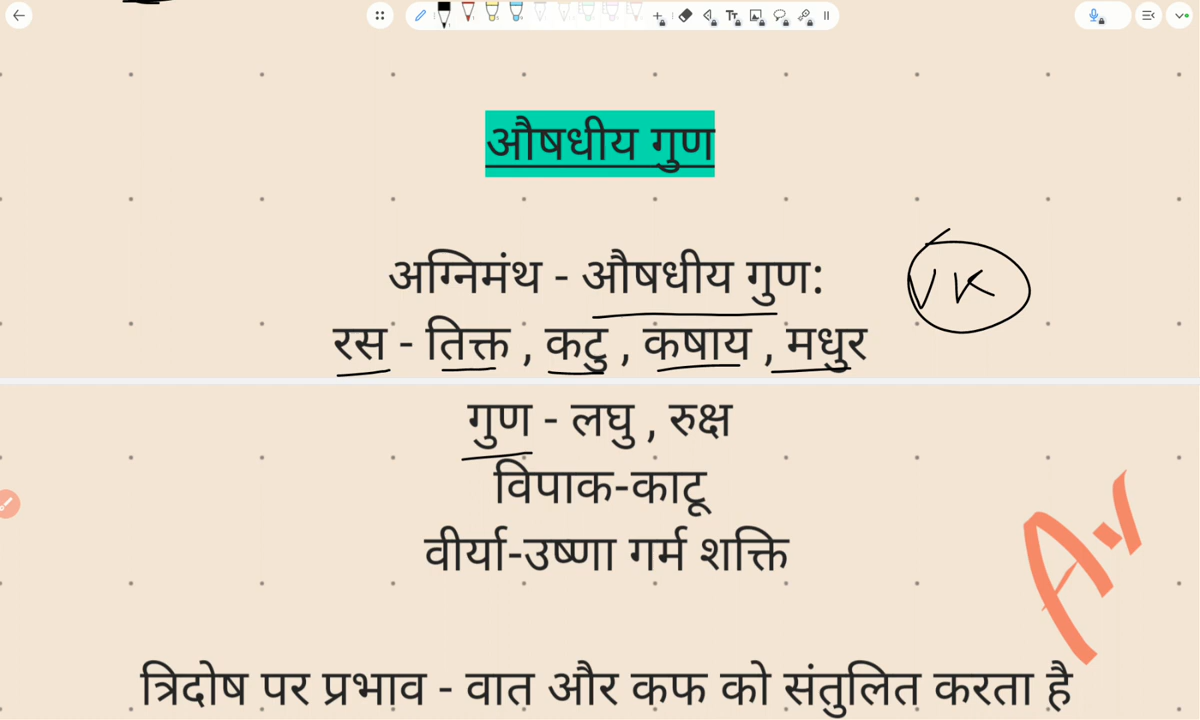 औषधीय गुण
अग्निमंथ - औषधीय गुण:
VK
रस - तिक्त , कटु , कषाय , मधुर
गुण - लघु , रुक्ष
विपाक-काटू
वीर्या-उष्णा गर्म शक्ति
त्रिदोष पर प्रभाव - वात और कफ को संतुलित करता है